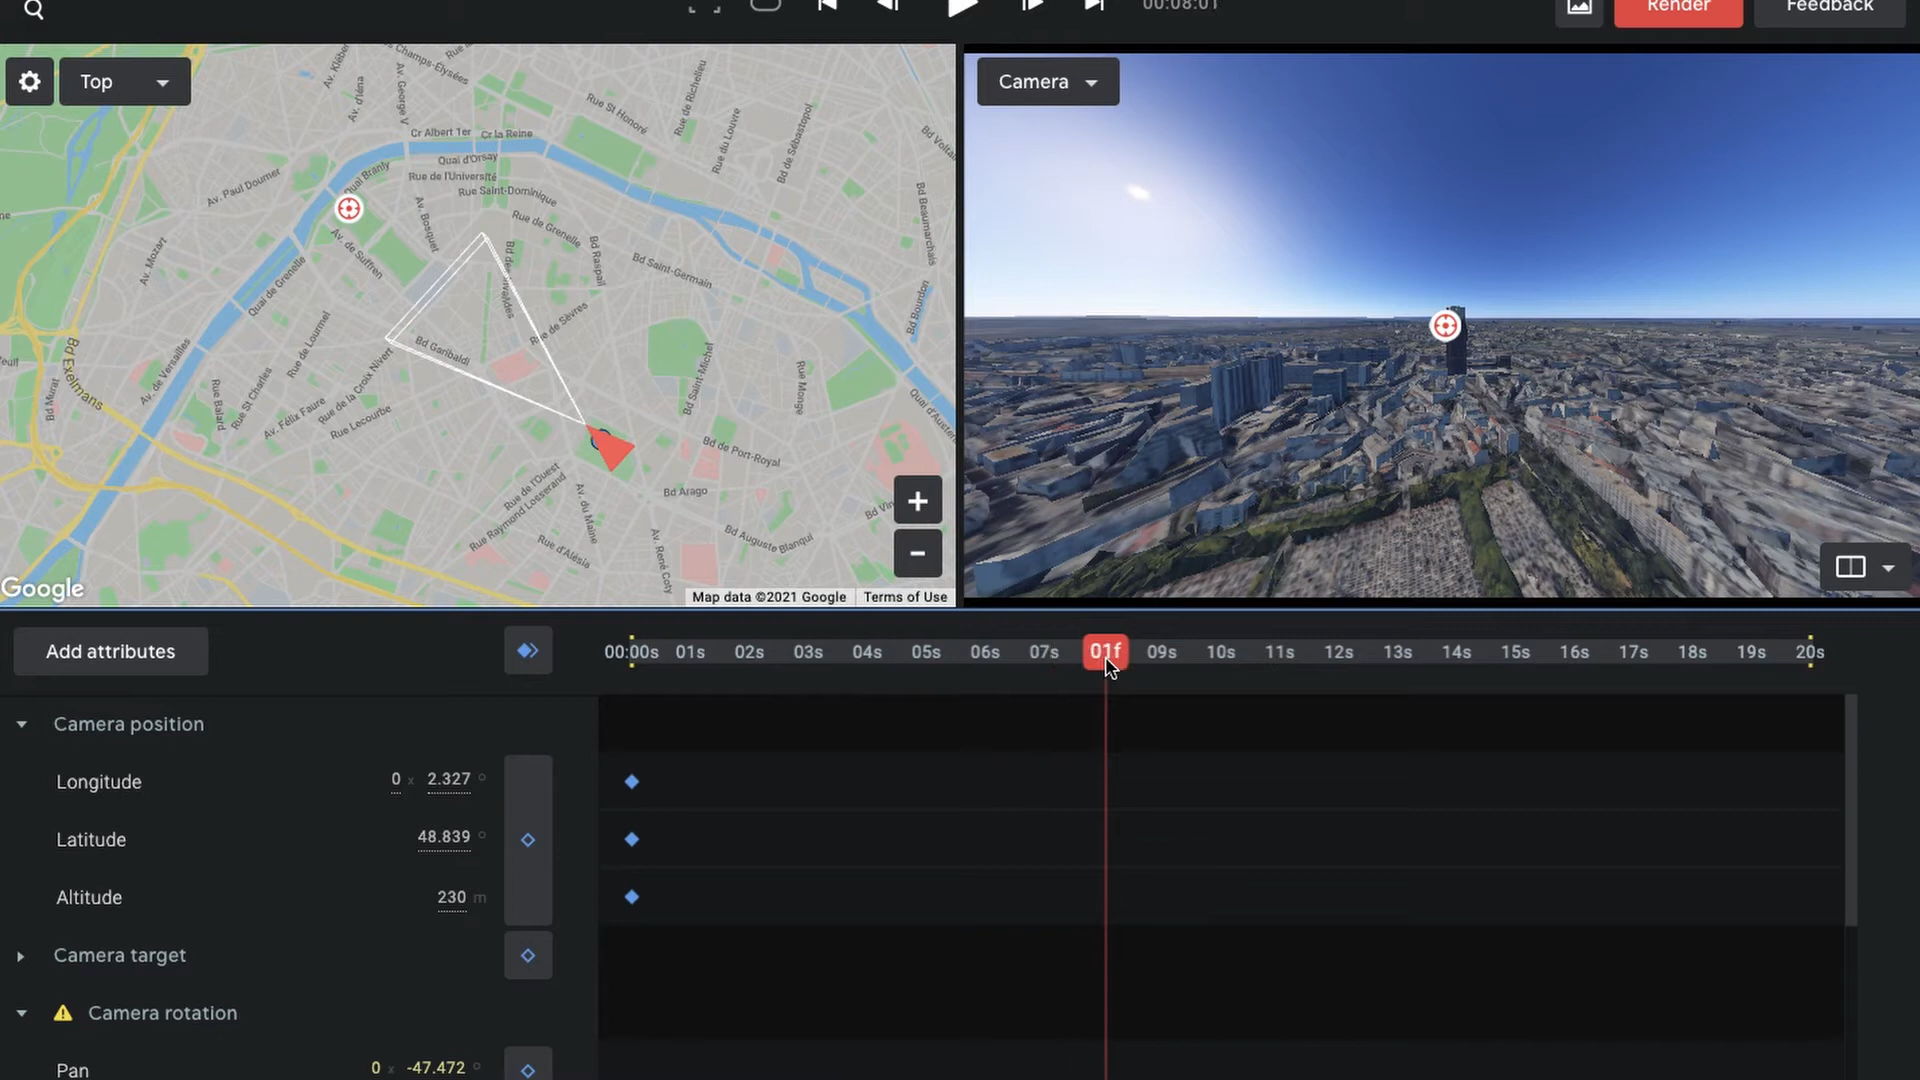 00:08:01
Render
Feedback
Top
Camera
Av. Kléber
Champs-Élysées
Av. d'Iéna
Av. George V
Rue St Honoré
Rue de Richelieu
Rue du Louvre
Bd de Sébastopol
Cr Albert 1er
Cr la Reine
Quai d'Orsay
Quai Branly
Rue de l'Université
Rue Saint-Dominique
Av. Paul Doumer
Av. Bosquet
Rue de Grenelle
Bd Beaumarchais
Av. de Suffren
Av. Mozart
Bd des Invalides
Bd Raspail
Bd Saint-Germain
Quai de Grenelle
Rue de Sèvres
Bd Bourdon
Rue de Lourmel
Bd Garibaldi
Av. de Versailles
Bd Exelmans
Bd Murat
Rue St Charles
Rue de la Croix Nivert
Bd Saint-Michel
Rue Monge
Rue Balard
Av. Félix Faure
Rue Lecourbe
Bd de Port-Royal
Rue de l'Ouest
Rue Raymond Losserand
Av. du Maine
Bd Arago
Rue d'Alésia
Av. René Coty
Bd Auguste Blanqui
+
−
Google
Map data ©2021 Google
Terms of Use
Add attributes
00:00s 01s 02s 03s 04s 05s 06s 07s 01f 09s 10s 11s 12s 13s 14s 15s 16s 17s 18s 19s 20s
Camera position
Longitude 0 x 2.327 °
Latitude 48.839 °
Altitude 230 m
Camera target
Camera rotation
Pan 0 x -47.472 °